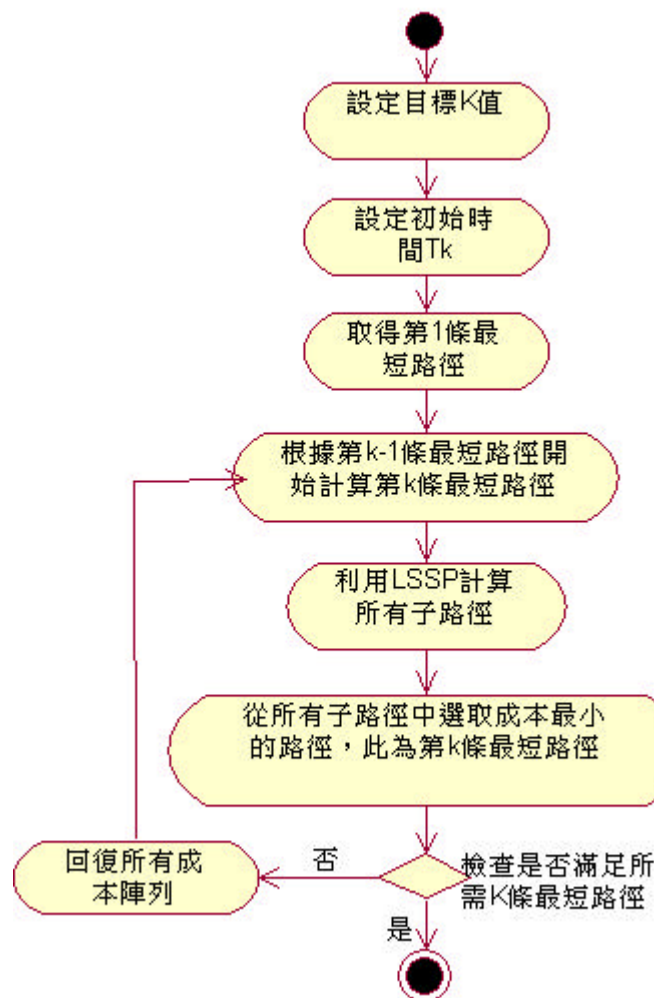 設定目標K值
設定初始時
間Tk
取得第1條最
短路徑
根據第k-1條最短路徑開
始計算第k條最短路徑
利用LSSP計算
所有子路徑
從所有子路徑中選取成本最小
的路徑，此為第k條最短路徑
檢查是否滿足所
需K條最短路徑
否
回復所有成
本陣列
是